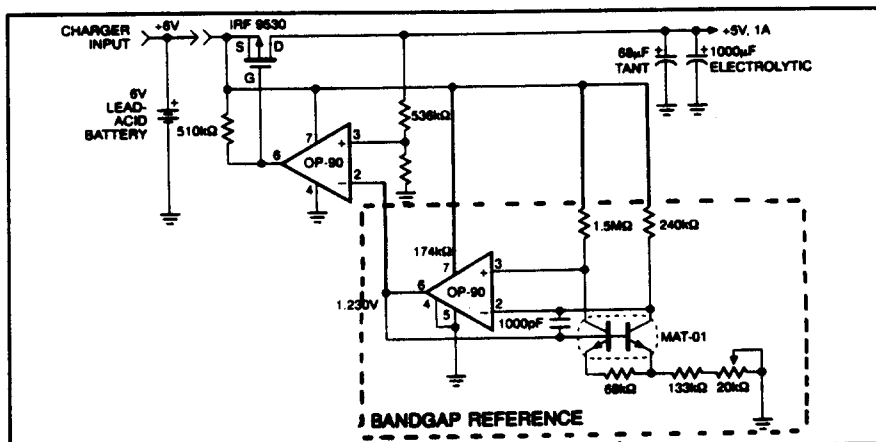 CHARGER INPUT
+6V
IRF 9530
S
D
G
+5V, 1A
68μF TANT
+
1000μF ELECTROLYTIC
+
6V LEAD-ACID BATTERY
+
510kΩ
536kΩ
7
3
+
6
OP-90
2
−
4
1.5MΩ
240kΩ
174kΩ
7
3
+
6
OP-90
2
−
4
5
1.230V
1000pF
MAT-01
68kΩ
133kΩ
20kΩ
BANDGAP REFERENCE